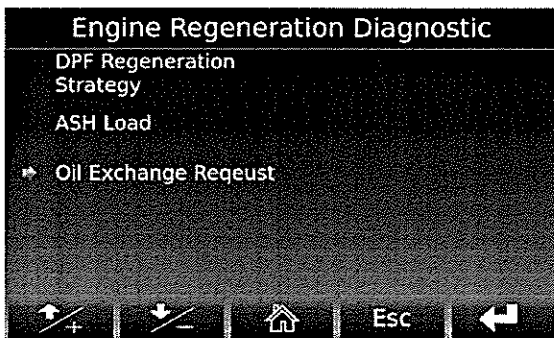 Engine Regeneration Diagnostic
DPF Regeneration
Strategy
ASH Load
Oil Exchange Reqeust
+
-
Esc